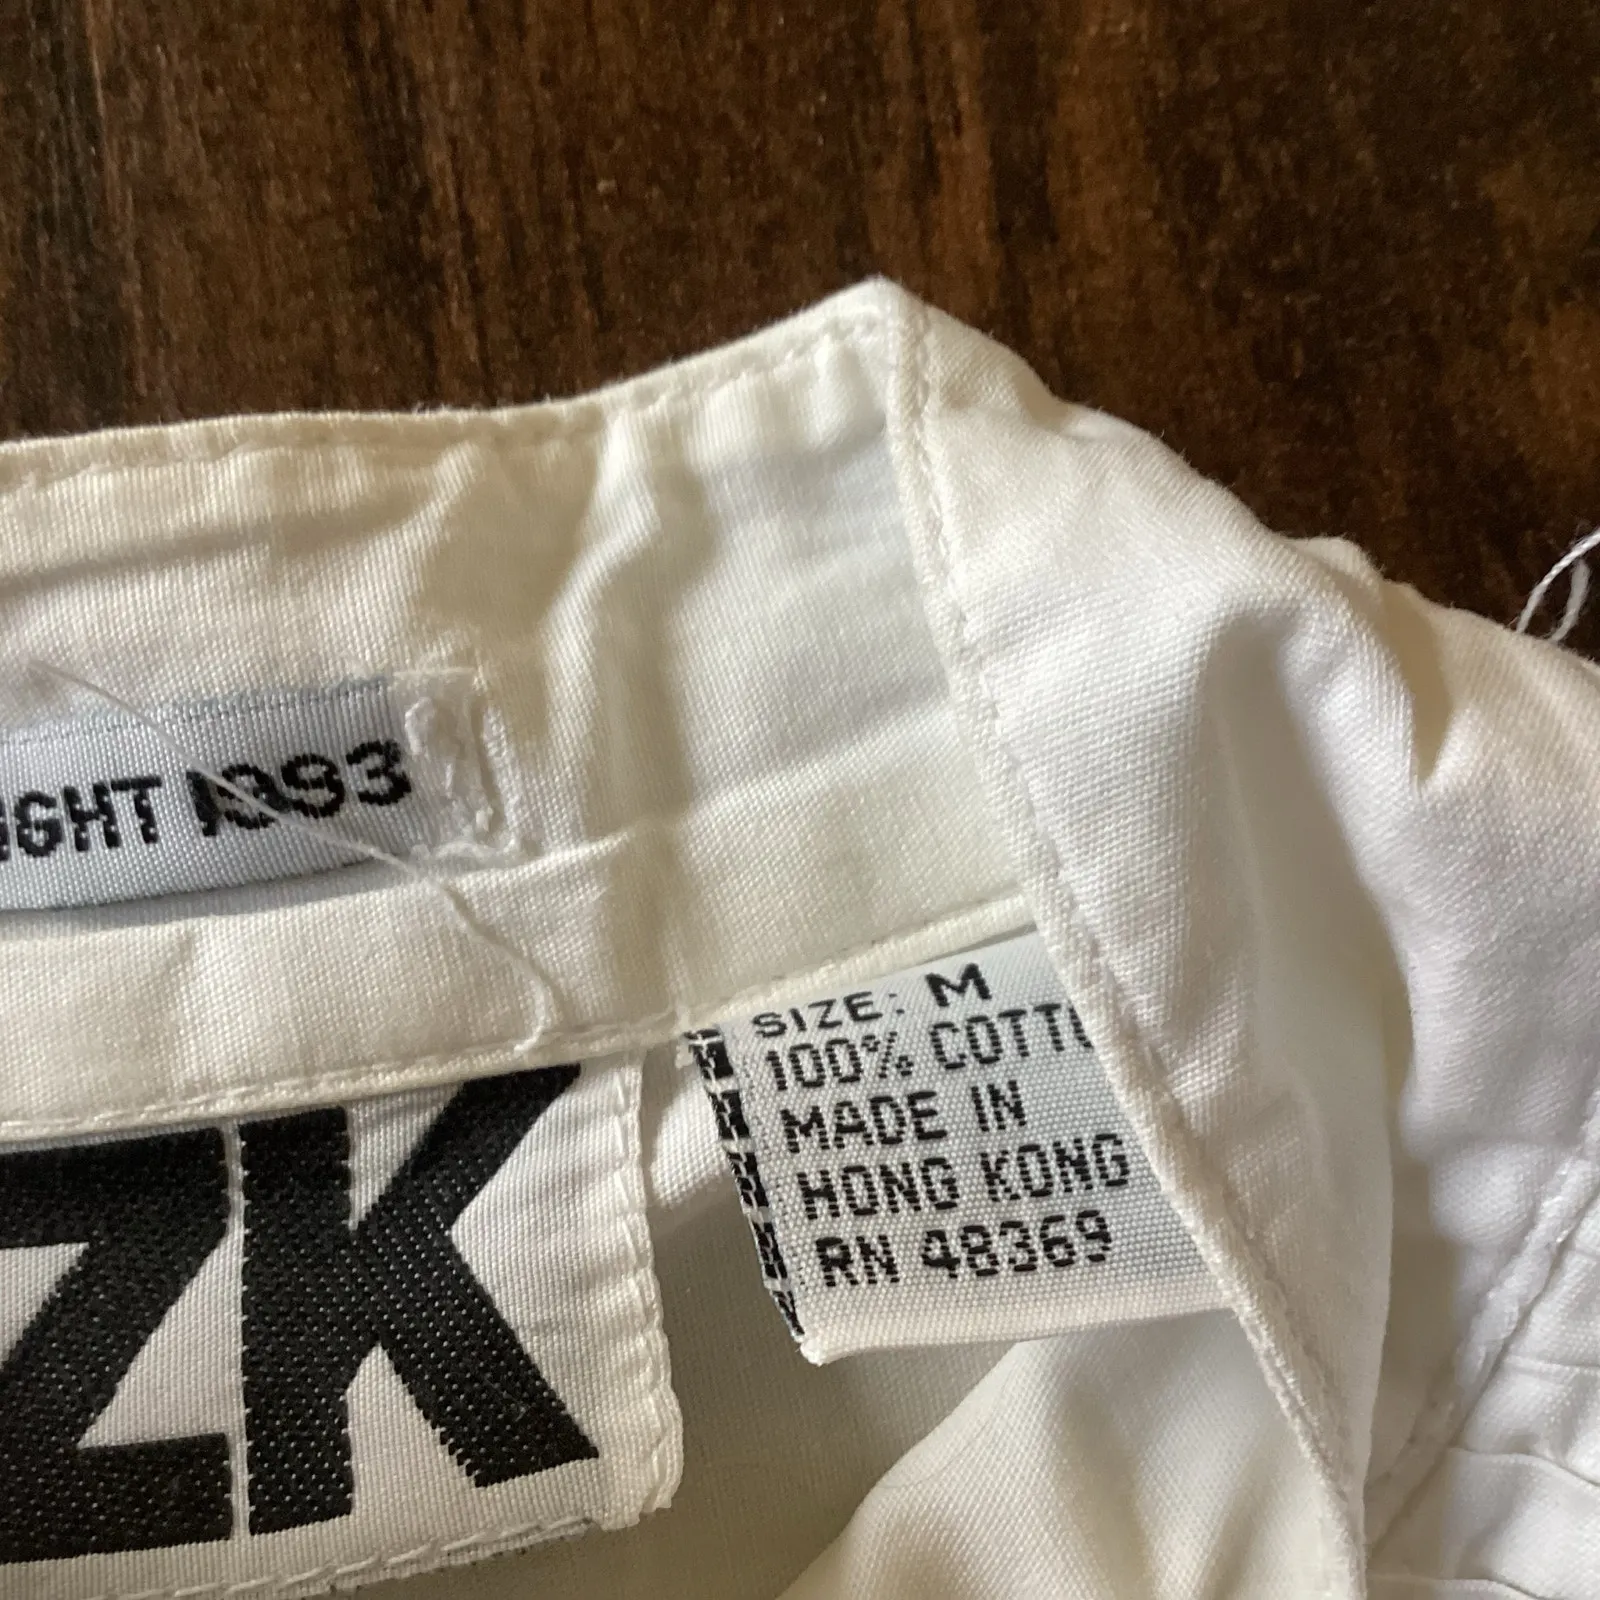 IGHT 1993
ZK
SIZE: M
100% COTTO
MADE IN
HONG KONG
RN 48369